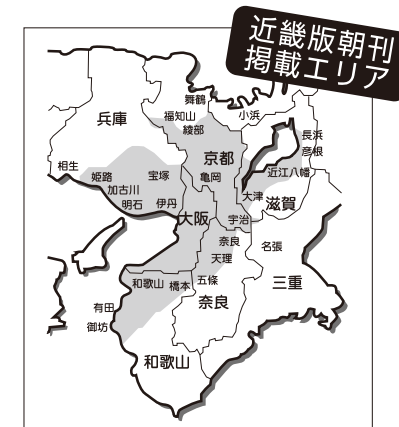 近畿版朝刊
掲載エリア
舞鶴
小浜
兵庫
福知山
綾部
長浜
彦根
京都
相生
亀岡
近江八幡
姫路
宝塚
加古川
大津
滋賀
明石
伊丹
大阪
宇治
奈良
名張
天理
和歌山
橋本
五條
三重
奈良
有田
御坊
和歌山